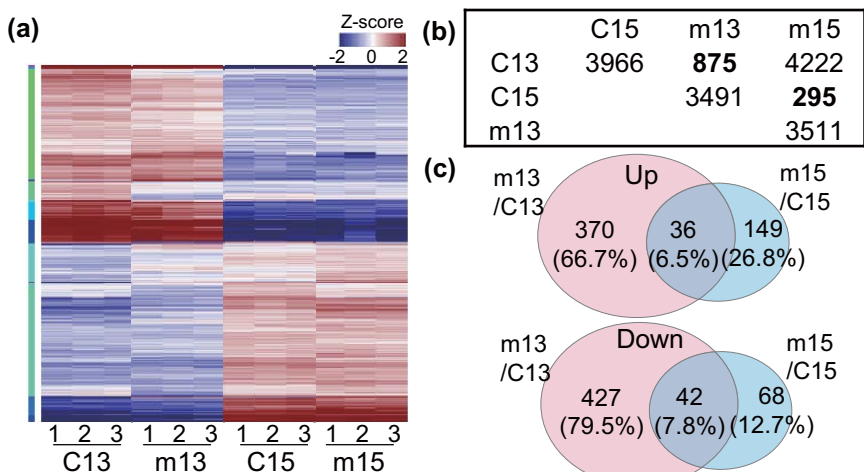 (a)
Z-score
-2 0 2
1 2 3 1 2 3 1 2 3 1 2 3
C13 m13 C15 m15
(b)
C15 m13 m15
C13 3966 875 4222
C15 3491 295
m13 3511
(c)
m13
/C13
Up
m15
/C15
370 36 149
(66.7%) (6.5%) (26.8%)
m13
/C13
Down
m15
/C15
427 42 68
(79.5%) (7.8%) (12.7%)